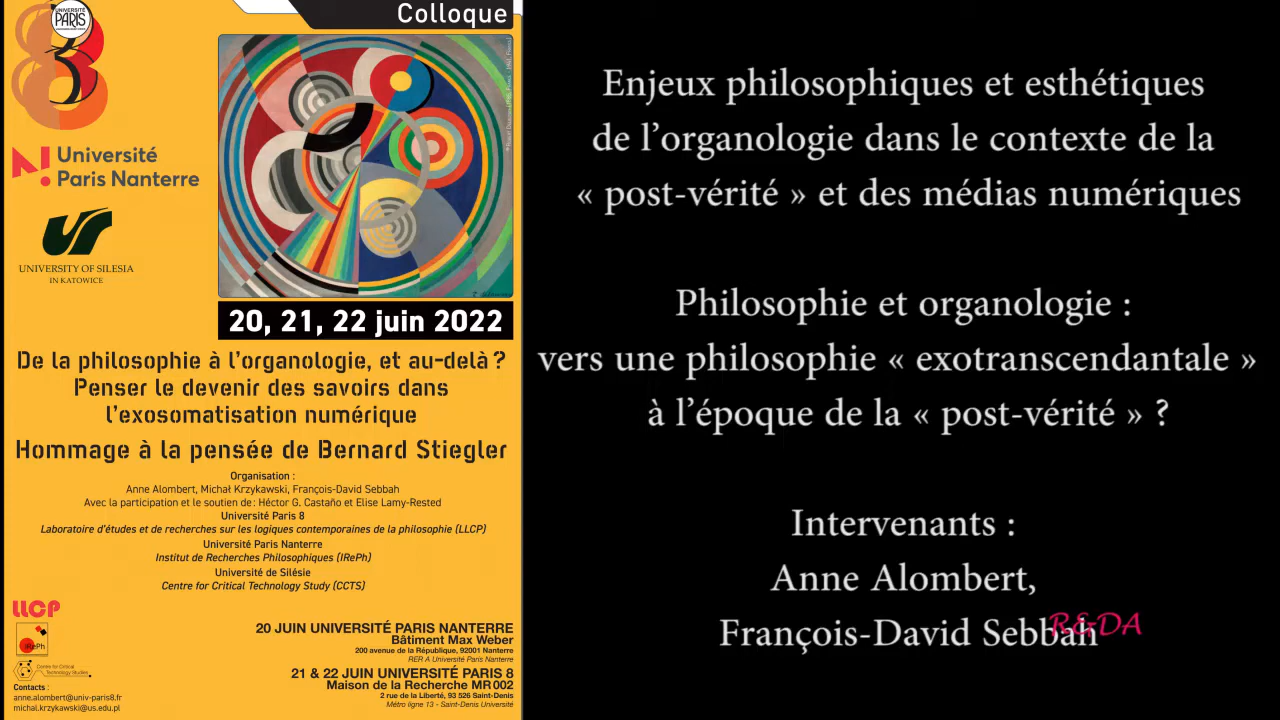 Colloque
UNIVERSITÉ
PARIS
8
Université
Paris Nanterre
UNIVERSITY OF SILESIA
IN KATOWICE
20, 21, 22 juin 2022
De la philosophie à l'organologie, et au-delà ?
Penser le devenir des savoirs dans
l'exosomatisation numérique
Hommage à la pensée de Bernard Stiegler
Organisation :
Anne Alombert, Michał Krzykawski, François-David Sebbah
Avec la participation et le soutien de : Héctor G. Castaño et Elise Lamy-Rested
Université Paris 8
Laboratoire d'études et de recherches sur les logiques contemporaines de la philosophie (LLCP)
Université Paris Nanterre
Institut de Recherches Philosophiques (IRePh)
Université de Silésie
Centre for Critical Technology Study (CCTS)
LLCP
IRePh
Centre for Critical
Technology Studies
Contacts :
anne.alombert@univ-paris8.fr
michal.krzykawski@us.edu.pl
20 JUIN UNIVERSITÉ PARIS NANTERRE
Bâtiment Max Weber
200 avenue de la République, 92001 Nanterre
RER A Université Paris Nanterre
21 & 22 JUIN UNIVERSITÉ PARIS 8
Maison de la Recherche MR 002
2 rue de la Liberté, 93 526 Saint-Denis
Métro ligne 13 - Saint-Denis Université
Enjeux philosophiques et esthétiques
de l'organologie dans le contexte de la
« post-vérité » et des médias numériques
Philosophie et organologie :
vers une philosophie « exotranscendantale »
à l'époque de la « post-vérité » ?
Intervenants :
Anne Alombert,
François-David Sebbah
R&DA